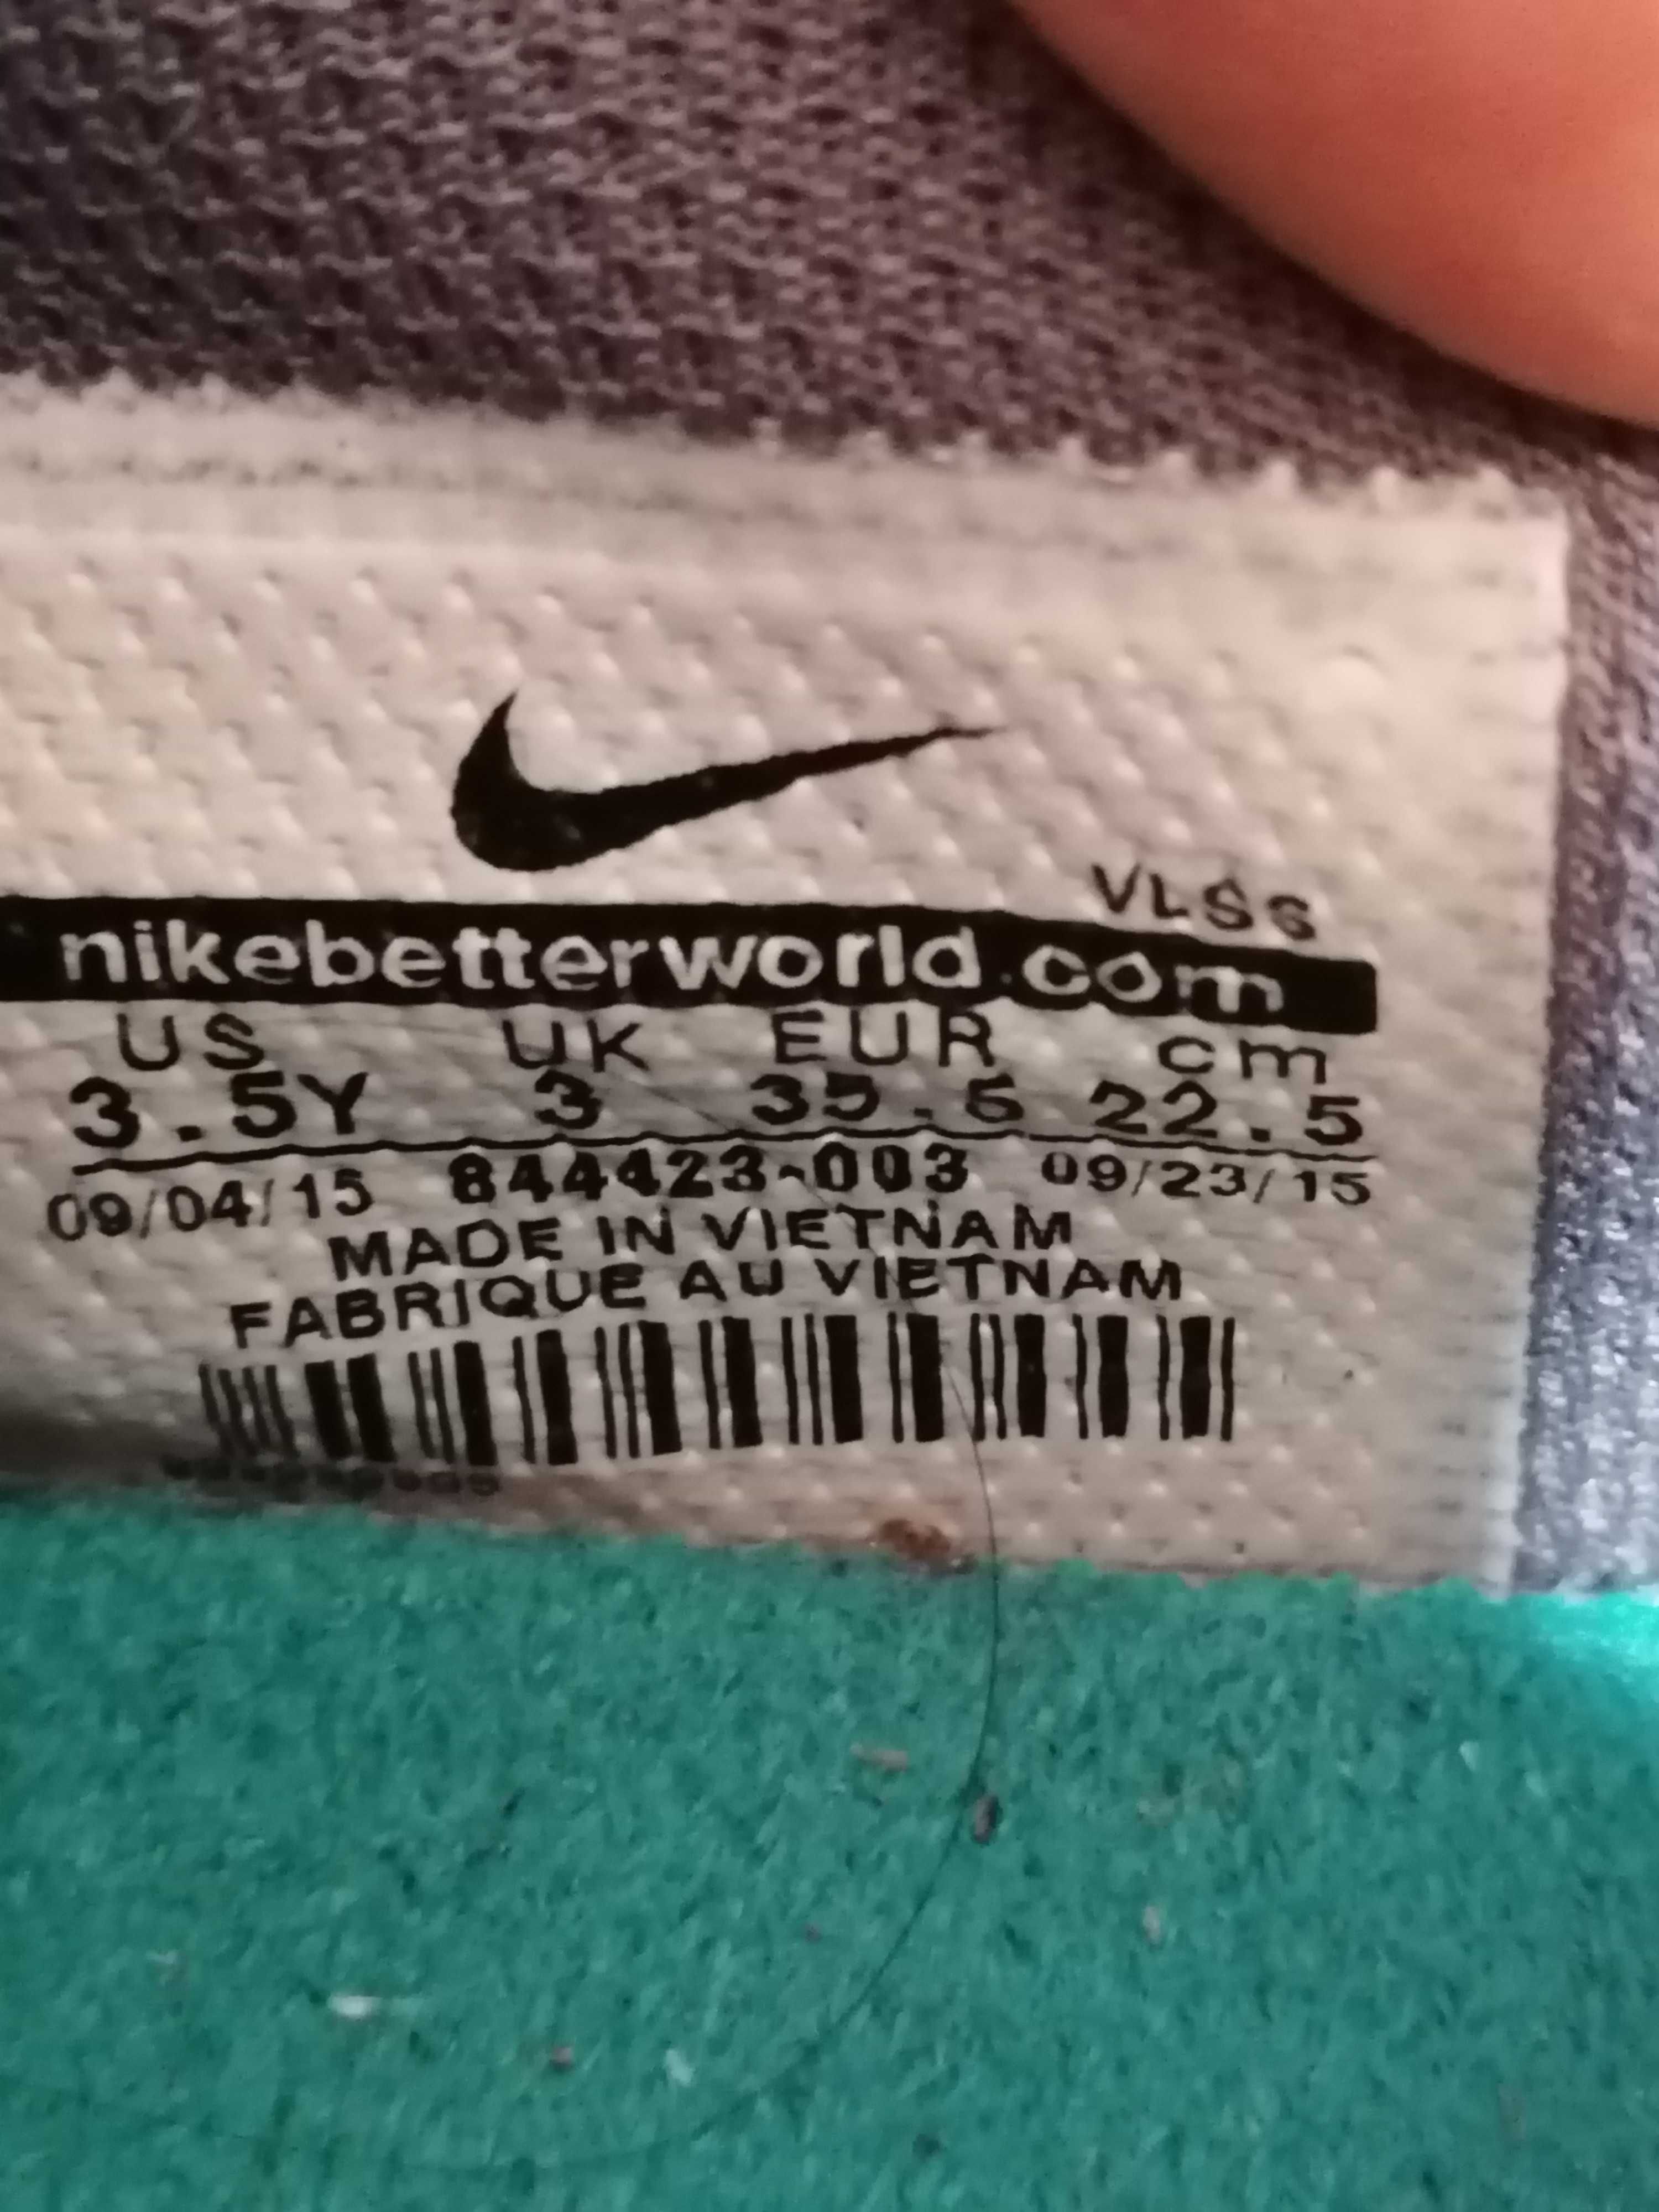 VLS6
nikebetterworld.com
US UK EUR cm
3.5Y 3 35.5 22.5
09/04/15 844423-003 09/23/15
MADE IN VIETNAM
FABRIQUE AU VIETNAM